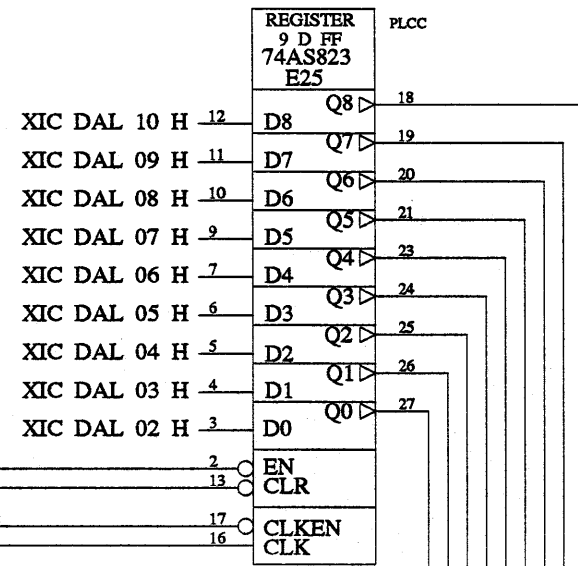 REGISTER PLCC
9 D FF
74AS823
E25
Q8 18
XIC DAL 10 H 12 D8
Q7 19
XIC DAL 09 H 11 D7
Q6 20
XIC DAL 08 H 10 D6
Q5 21
XIC DAL 07 H 9 D5
Q4 23
XIC DAL 06 H 7 D4
Q3 24
XIC DAL 05 H 6 D3
Q2 25
XIC DAL 04 H 5 D2
Q1 26
XIC DAL 03 H 4 D1
Q0 27
XIC DAL 02 H 3 D0
2 EN
13 CLR
17 CLKEN
16 CLK